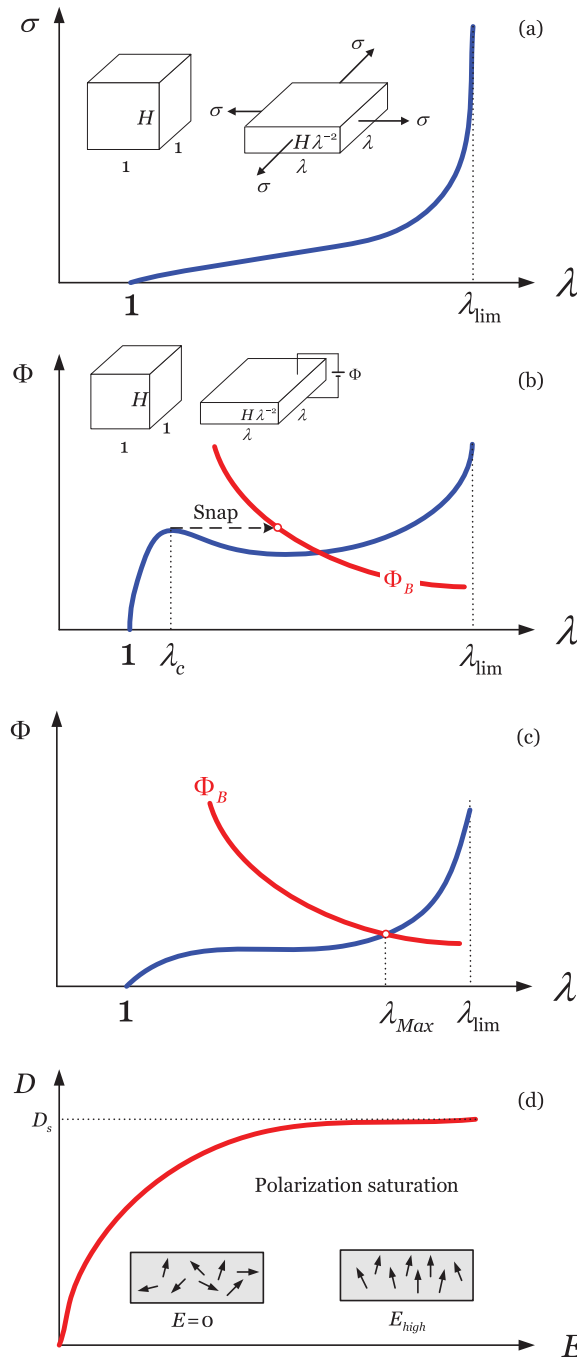 σ
(a)
σ
H
1
1
σ
σ
Hλ⁻²
λ
λ
σ
1
λlim
λ
Φ
(b)
H
1
1
Φ
Hλ⁻²
λ
λ
Snap
ΦB
1
λc
λlim
λ
Φ
(c)
ΦB
1
λMax
λlim
λ
D
(d)
Ds
Polarization saturation
E = 0
Ehigh
E